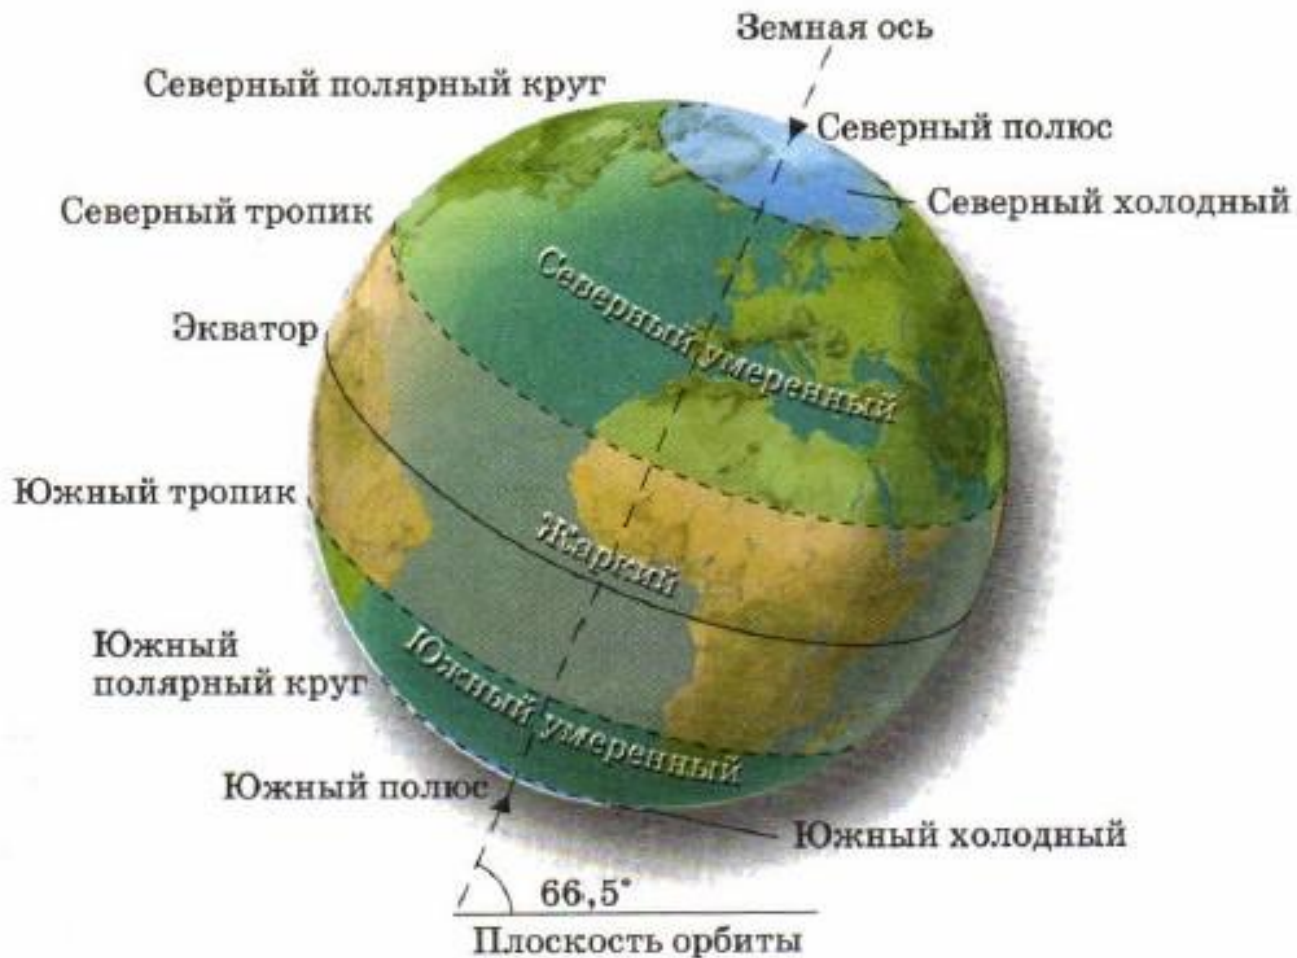 Земная ось
Северный полярный круг
Северный полюс
Северный холодный
Северный тропик
Северный умеренный
Экватор
Южный тропик
Жаркий
Южный
полярный круг
Южный умеренный
Южный полюс
Южный холодный
66,5°
Плоскость орбиты